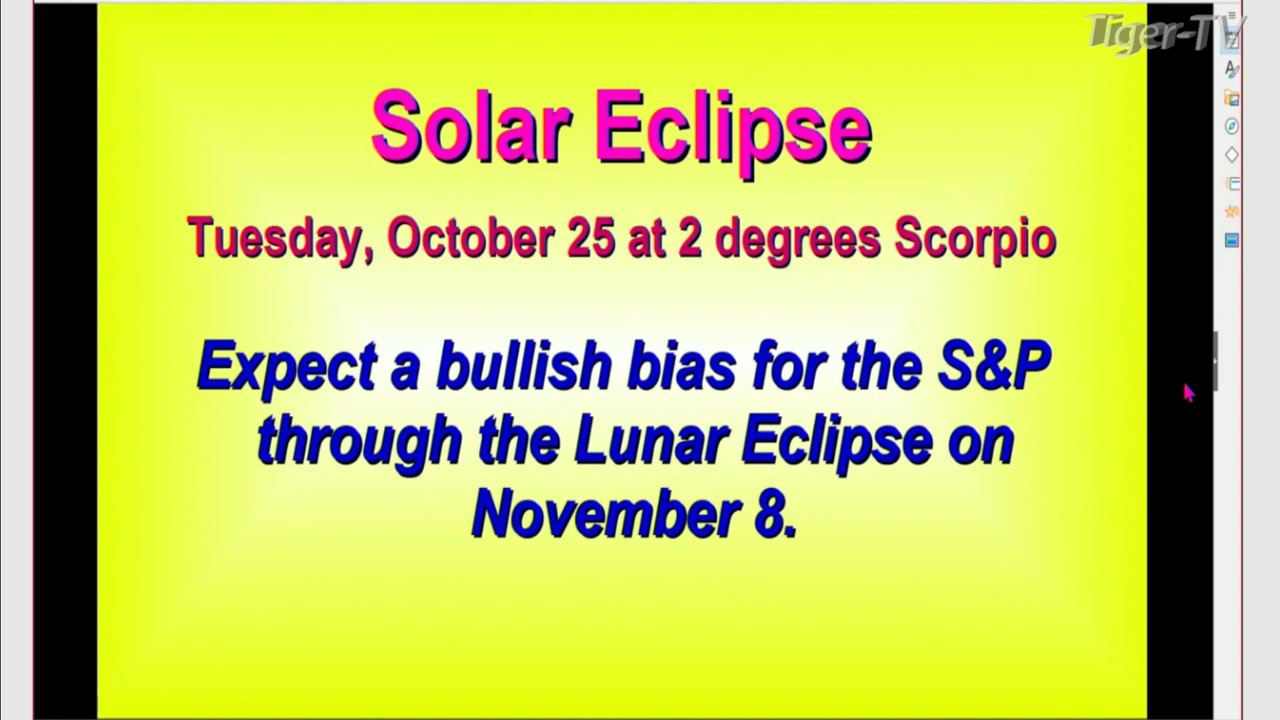 Tiger-TV
Solar Eclipse
Tuesday, October 25 at 2 degrees Scorpio
Expect a bullish bias for the S&P
through the Lunar Eclipse on
November 8.